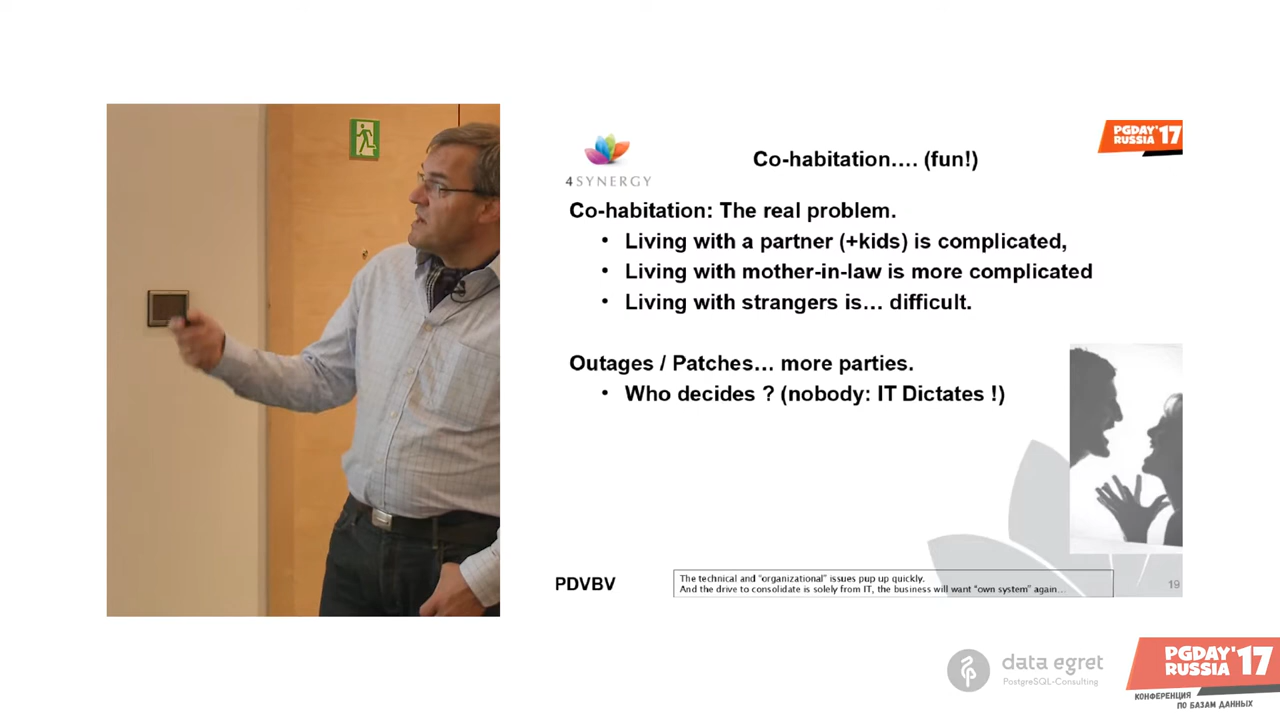 PGDAY'17
RUSSIA
4SYNERGY
Co-habitation…. (fun!)
Co-habitation: The real problem.
• Living with a partner (+kids) is complicated,
• Living with mother-in-law is more complicated
• Living with strangers is… difficult.
Outages / Patches… more parties.
• Who decides ? (nobody: IT Dictates !)
PDVBV
The technical and "organizational" issues pup up quickly.
And the drive to consolidate is solely from IT, the business will want "own system" again…
19
data egret
PostgreSQL-Consulting
PGDAY'17
RUSSIA
КОНФЕРЕНЦИЯ
ПО БАЗАМ ДАННЫХ